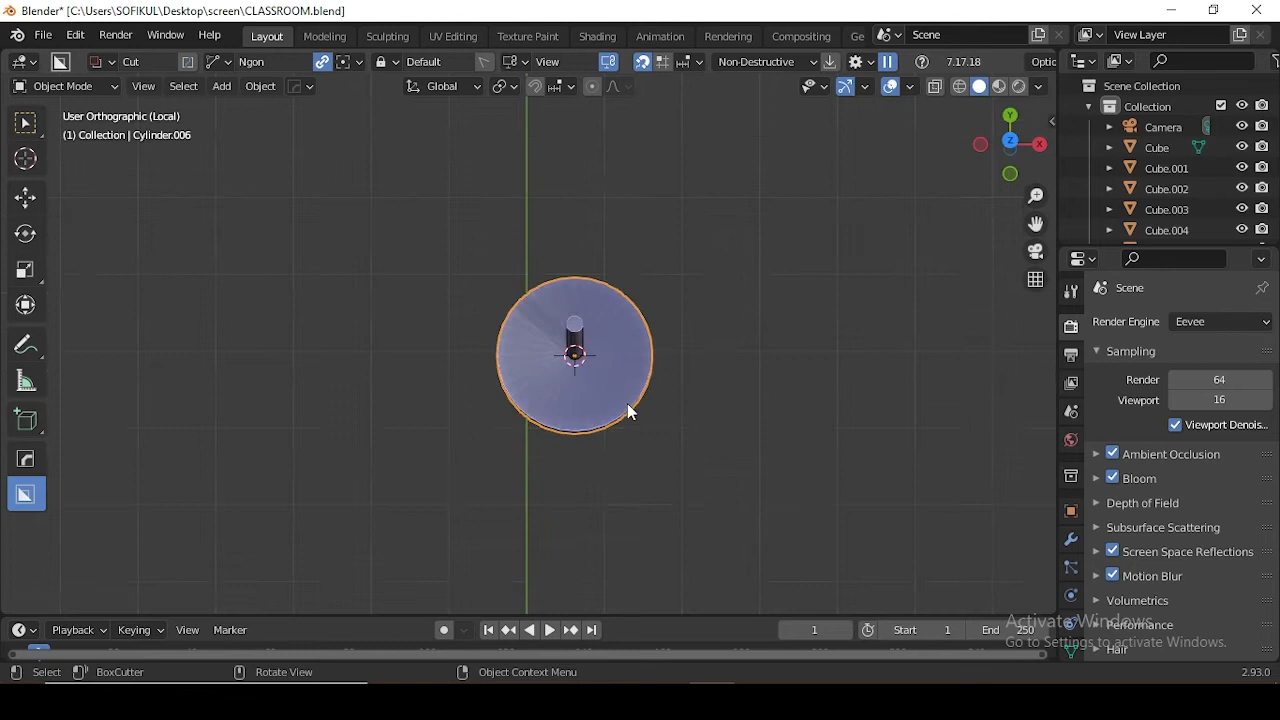 Blender* [C:\Users\SOFIKUL\Desktop\screen\CLASSROOM.blend]
File Edit Render Window Help Layout Modeling Sculpting UV Editing Texture Paint Shading Animation Rendering Compositing Ge Scene View Layer
Cut Ngon Default View Non-Destructive 7.17.18 Optic
Object Mode View Select Add Object Global
User Orthographic (Local)
(1) Collection | Cylinder.006
Y
Z X
Scene Collection
Collection
Camera
Cube
Cube.001
Cube.002
Cube.003
Cube.004
Scene
Render Engine Eevee
Sampling
Render 64
Viewport 16
Viewport Denois...
Ambient Occlusion
Bloom
Depth of Field
Subsurface Scattering
Screen Space Reflections
Motion Blur
Volumetrics
Performance
Hair
Activate Windows
Go to Settings to activate Windows.
Playback Keying View Marker 1 Start 1 End 250
Select BoxCutter Rotate View Object Context Menu 2.93.0